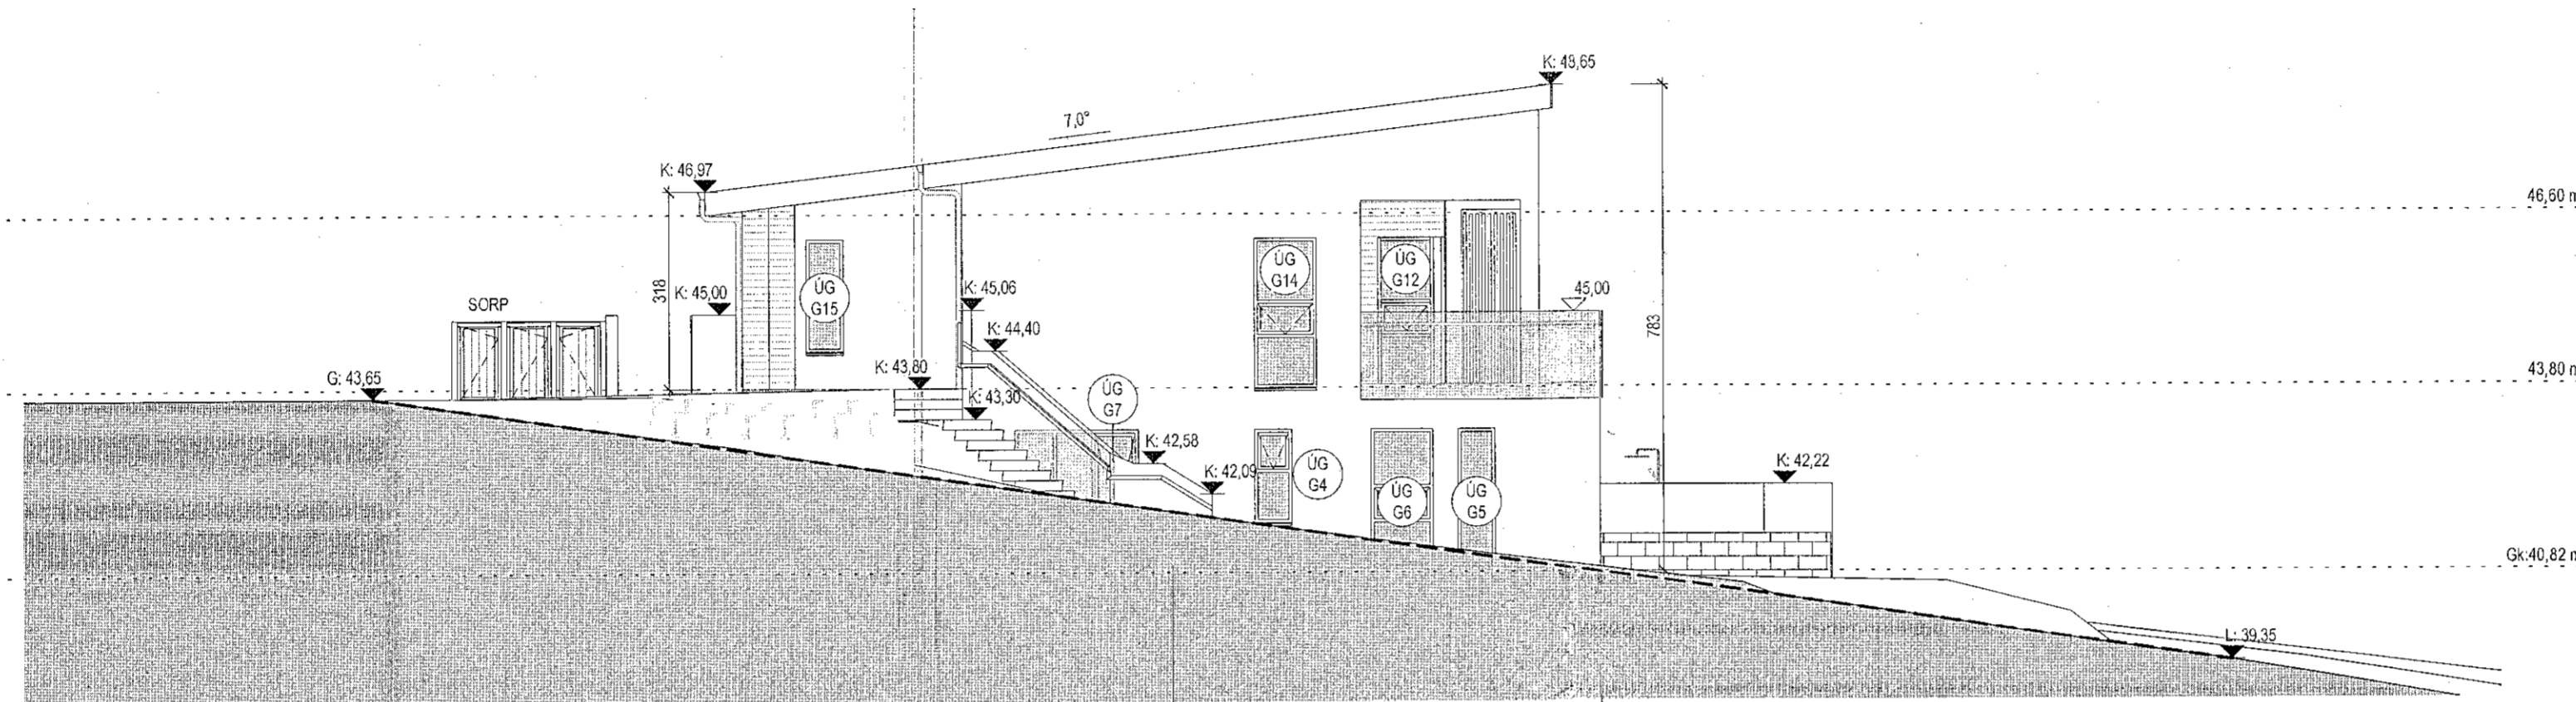 K: 48,65
7,0°
K: 46,97
46,60 m
ÚG
G14
ÚG
G12
ÚG
G15
318
K: 45,00
K: 45,06
45,00
SORP
783
K: 44,40
G: 43,65
K: 43,80
43,80 m
K: 43,30
ÚG
G7
K: 42,58
K: 42,09
ÚG
G4
ÚG
G6
ÚG
G5
K: 42,22
Gk:40,82 m
L: 39,35